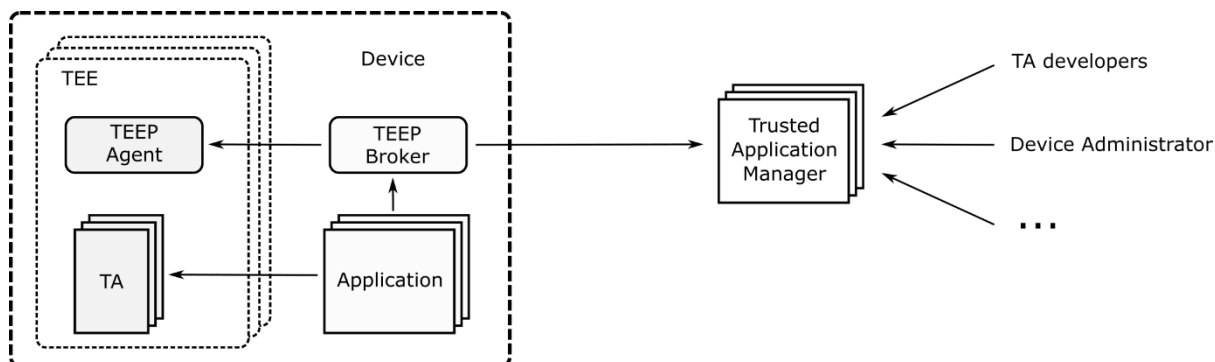 Device
TEE
TEEP
Agent
TEEP
Broker
TA
Application
Trusted
Application
Manager
TA developers
Device Administrator
...